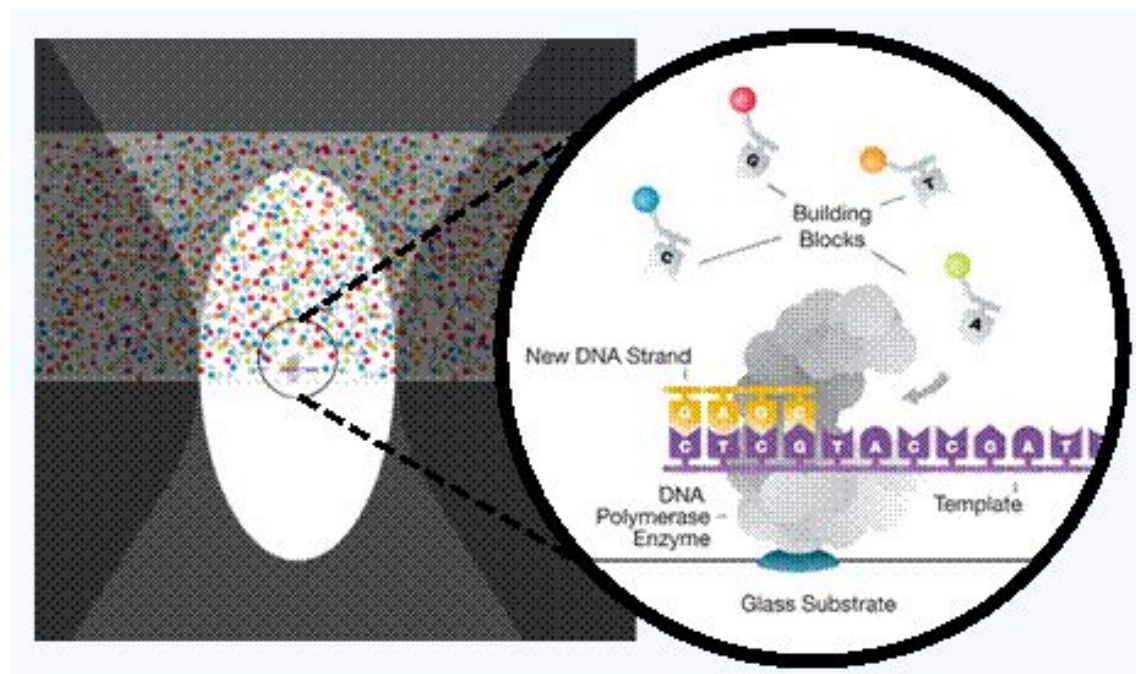 G
T
Building
Blocks
C
A
New DNA Strand
G A G C
C T C G T A C C G A T
DNA
Polymerase
Enzyme
Template
Glass Substrate